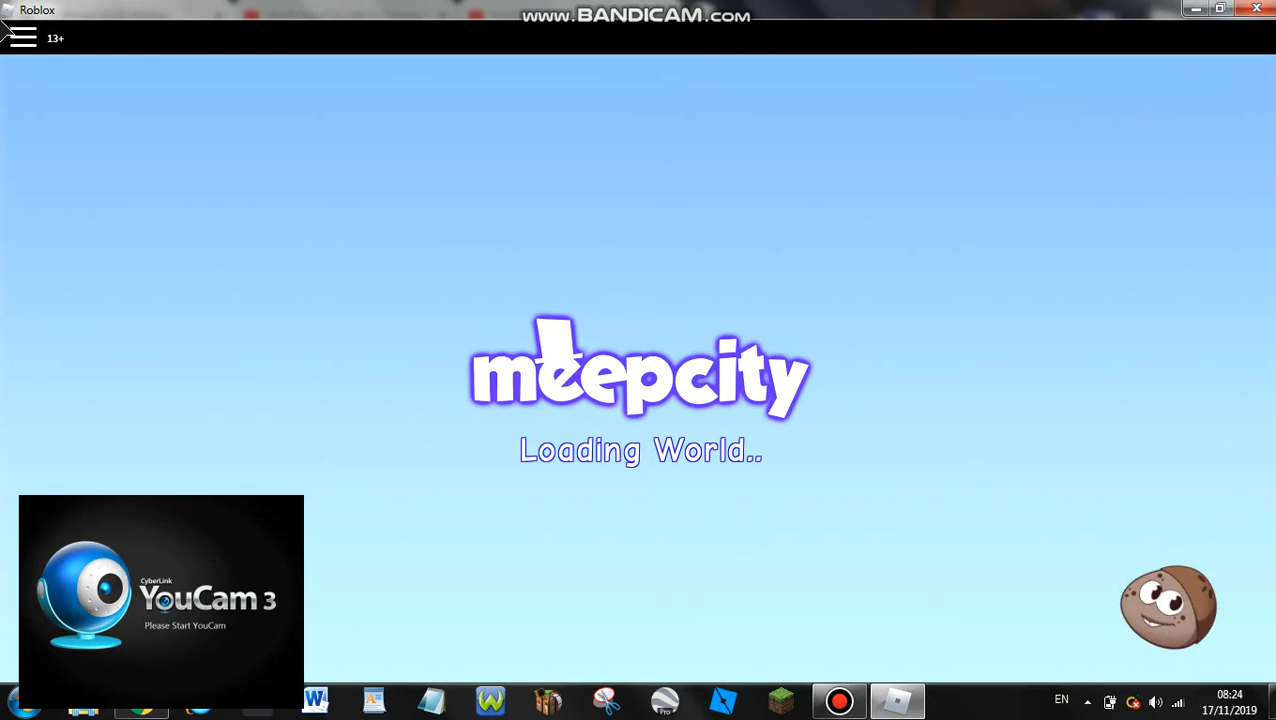 Roblox
www.BANDICAM.com
13+
meepcity
Loading World..
CyberLink
YouCam 3
Please Start YouCam
W
A
W
Pro
EN
08:24
17/11/2019